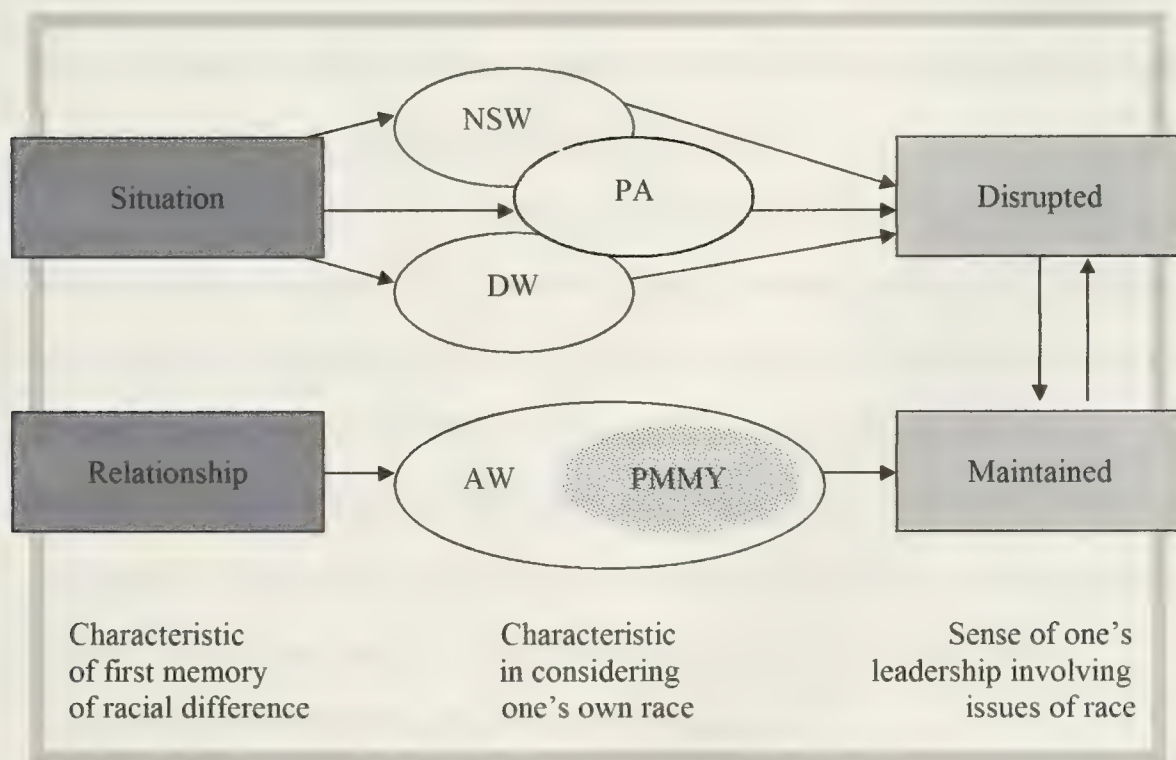 NSW
Situation
PA
Disrupted
DW
Relationship
AW
PMMY
Maintained
Characteristic
of first memory
of racial difference
Characteristic
in considering
one's own race
Sense of one's
leadership involving
issues of race